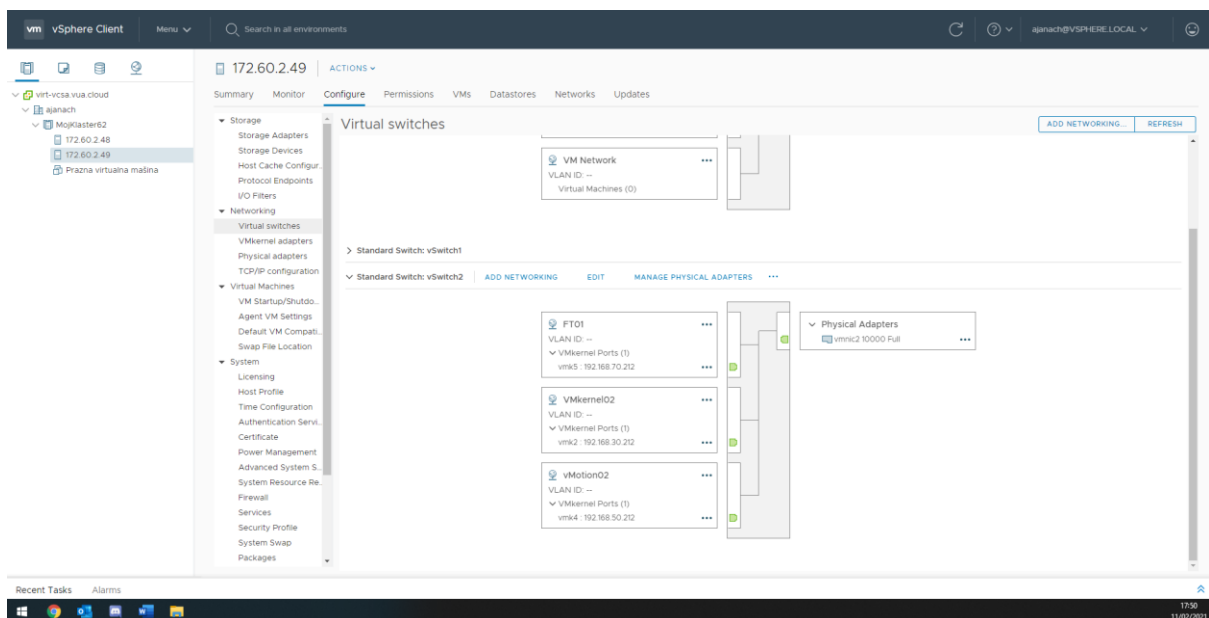 vm vSphere Client Menu Search in all environments ajanach@VSPHERE.LOCAL
virt-vcsa.vua.cloud
ajanach
MojKlaster62
172.60.2.48
172.60.2.49
Prazna virtualna mašina
172.60.2.49 ACTIONS
Summary Monitor Configure Permissions VMs Datastores Networks Updates
Storage
Storage Adapters
Storage Devices
Host Cache Configur..
Protocol Endpoints
I/O Filters
Networking
Virtual switches
VMkernel adapters
Physical adapters
TCP/IP configuration
Virtual Machines
VM Startup/Shutdo..
Agent VM Settings
Default VM Compati..
Swap File Location
System
Licensing
Host Profile
Time Configuration
Authentication Servi..
Certificate
Power Management
Advanced System S..
System Resource Re..
Firewall
Services
Security Profile
System Swap
Packages
Virtual switches
ADD NETWORKING... REFRESH
VM Network
VLAN ID: --
Virtual Machines (0)
Standard Switch: vSwitch1
Standard Switch: vSwitch2 ADD NETWORKING EDIT MANAGE PHYSICAL ADAPTERS ...
FT01
VLAN ID: --
VMkernel Ports (1)
vmk5 : 192.168.70.212
Physical Adapters
vmnic2 10000 Full
VMkernel02
VLAN ID: --
VMkernel Ports (1)
vmk2 : 192.168.30.212
vMotion02
VLAN ID: --
VMkernel Ports (1)
vmk4 : 192.168.50.212
Recent Tasks Alarms
17:50
11/02/2021